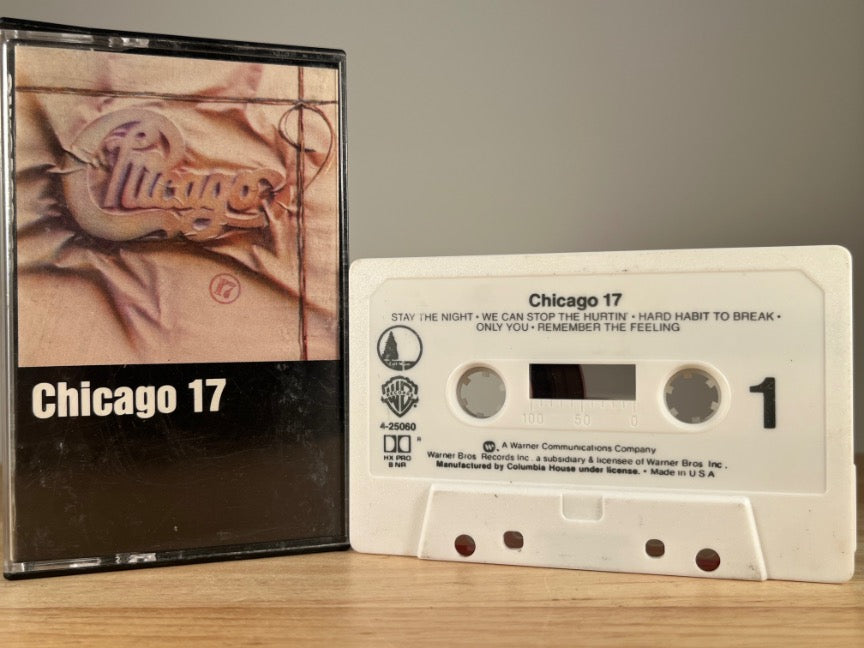 Chicago
17
Chicago 17
Chicago 17
STAY THE NIGHT • WE CAN STOP THE HURTIN' • HARD HABIT TO BREAK •
ONLY YOU • REMEMBER THE FEELING
4-25060
HX PRO
B NR
1
100 50 0
A Warner Communications Company
Warner Bros. Records Inc. a subsidiary & licensee of Warner Bros. Inc.
Manufactured by Columbia House under license. • Made in U S A